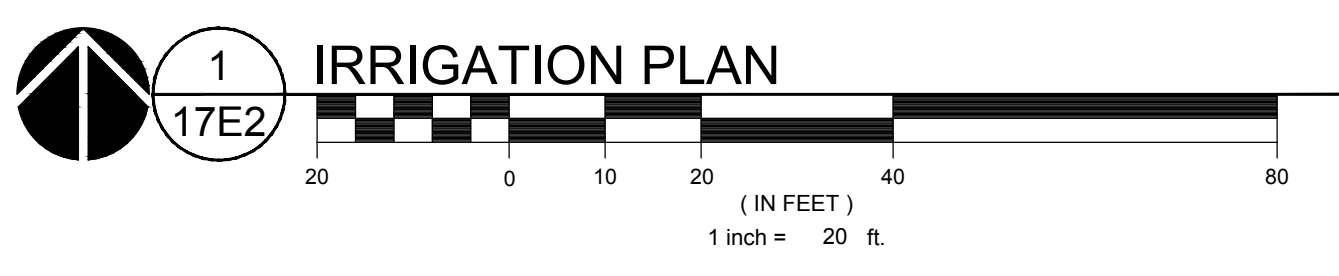 1
17E2
IRRIGATION PLAN
20 0 10 20 40 80
( IN FEET )
1 inch = 20 ft.